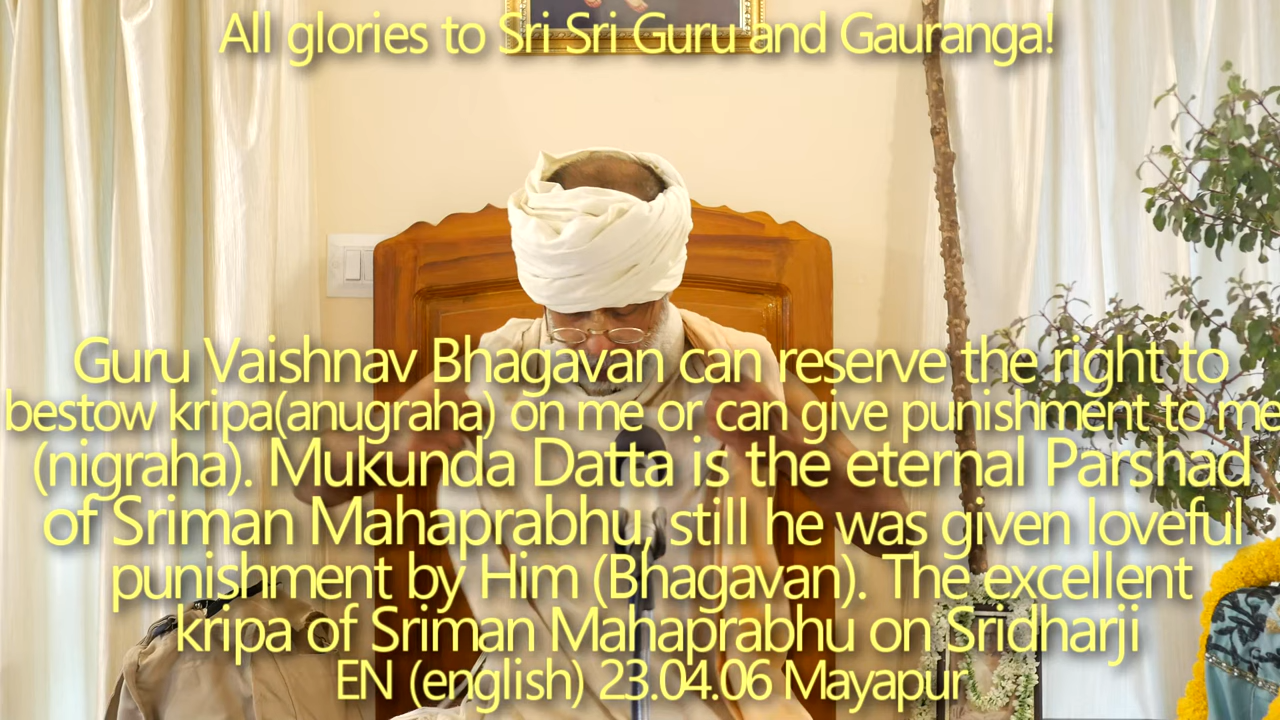 All glories to Sri Sri Guru and Gauranga!
Guru Vaishnav Bhagavan can reserve the right to
bestow kripa(anugraha) on me or can give punishment to me
(nigraha). Mukunda Datta is the eternal Parshad
of Sriman Mahaprabhu, still he was given loveful
punishment by Him (Bhagavan). The excellent
kripa of Sriman Mahaprabhu on Sridharji
EN (english) 23.04.06 Mayapur